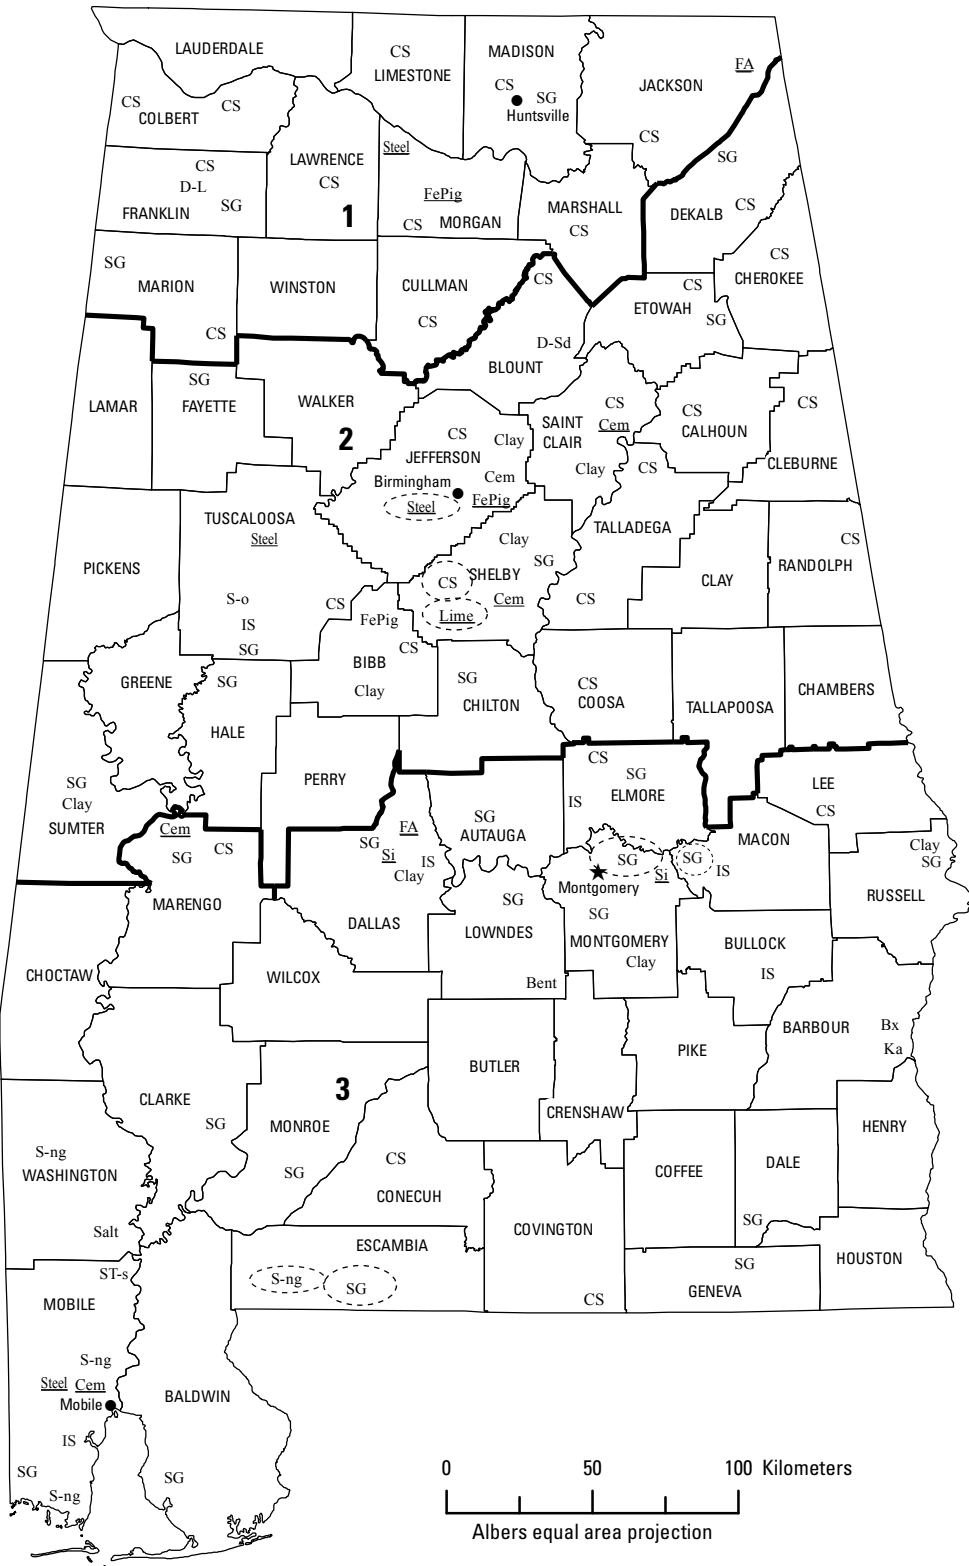 LAUDERDALE
CS
LIMESTONE
MADISON
CS
SG
Huntsville
FA
JACKSON
CS
CS
CS
COLBERT
Steel
LAWRENCE
CS
1
CS
D-L
SG
FRANKLIN
FePig
CS
MORGAN
MARSHALL
CS
SG
CS
DEKALB
CS
CHEROKEE
SG
MARION
CS
WINSTON
CULLMAN
CS
CS
D-Sd
BLOUNT
CS
ETOWAH
SG
LAMAR
SG
FAYETTE
WALKER
2
CS
SAINT
CLAIR
Cem
Clay
CS
CALHOUN
CS
CLEBURNE
CS
Clay
JEFFERSON
Cem
Birmingham
Steel
FePig
CS
TALLADEGA
CS
TUSCALOOSA
Steel
S-o
IS
SG
CS
PICKENS
Clay
SG
CS
SHELBY
Cem
Lime
CLAY
CS
RANDOLPH
FePig
CS
BIBB
Clay
GREENE
SG
HALE
SG
CHILTON
CS
COOSA
TALLAPOOSA
CHAMBERS
PERRY
SG
Clay
SUMTER
Cem
SG
CS
MARENGO
FA
SG
Si
IS
Clay
DALLAS
SG
AUTAUGA
CS
SG
IS
ELMORE
LEE
CS
MACON
SG
IS
Clay
SG
RUSSELL
SG
Si
Montgomery
SG
MONTGOMERY
Clay
SG
LOWNDES
Bent
BULLOCK
IS
CHOCTAW
WILCOX
BARBOUR
Bx
Ka
BUTLER
PIKE
CRENSHAW
CLARKE
SG
3
MONROE
SG
CS
CONECUH
HENRY
COFFEE
DALE
SG
S-ng
WASHINGTON
Salt
COVINGTON
CS
ESCAMBIA
S-ng
SG
SG
GENEVA
HOUSTON
ST-s
MOBILE
S-ng
Steel
Cem
Mobile
IS
SG
S-ng
BALDWIN
SG
0 50 100 Kilometers
Albers equal area projection